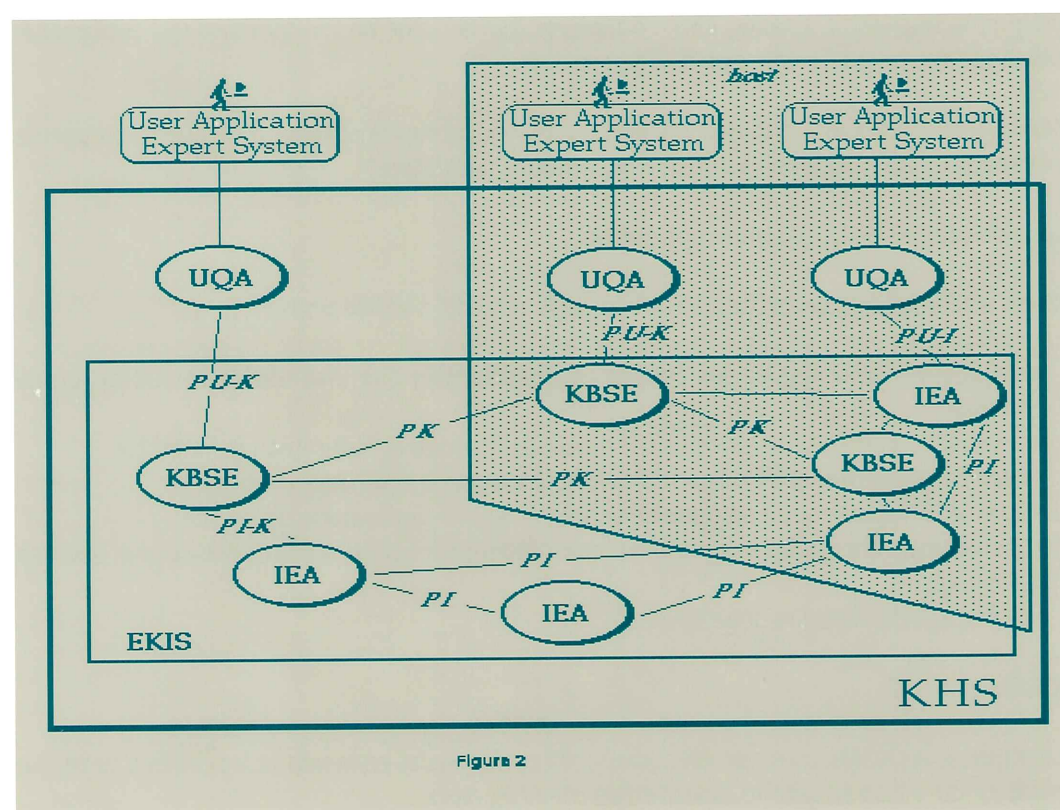 host
User Application
Expert System
User Application
Expert System
User Application
Expert System
UQA
UQA
UQA
PU-K
PU-I
PU-K
KBSE
IEA
PK
PK
KBSE
KBSE
PK
PI
PI-K
IEA
PI
IEA
PI
PI
IEA
EKIS
KHS
Figura 2